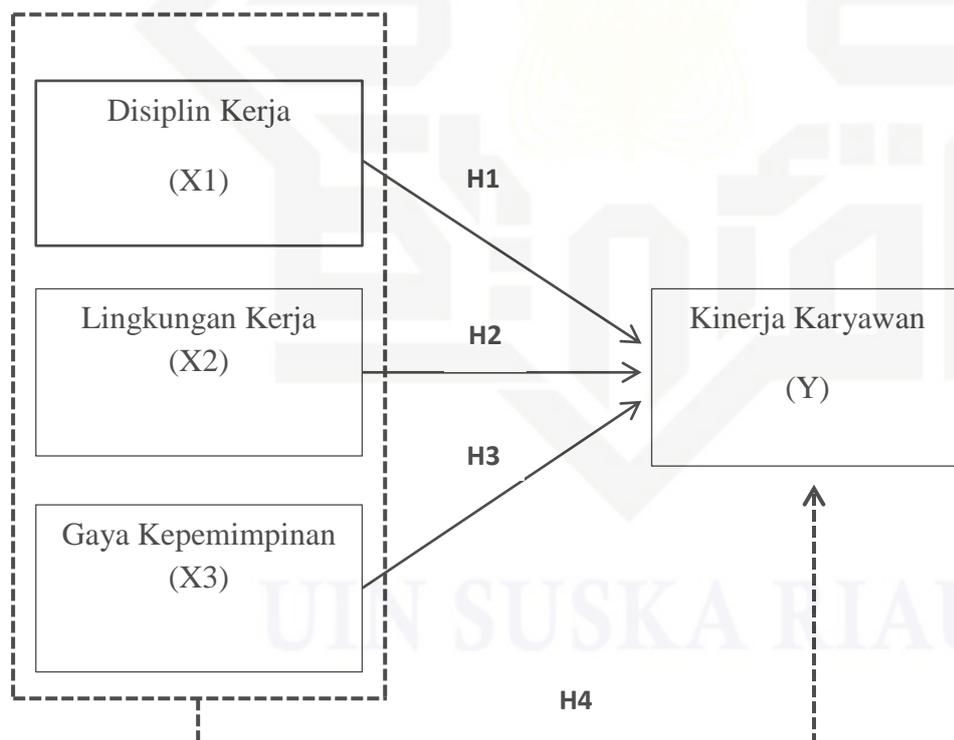 Disiplin Kerja
(X1)
H1
Lingkungan Kerja
(X2)
H2
Kinerja Karyawan
(Y)
H3
Gaya Kepemimpinan
(X3)
UIN SUSKA RIAU
H4